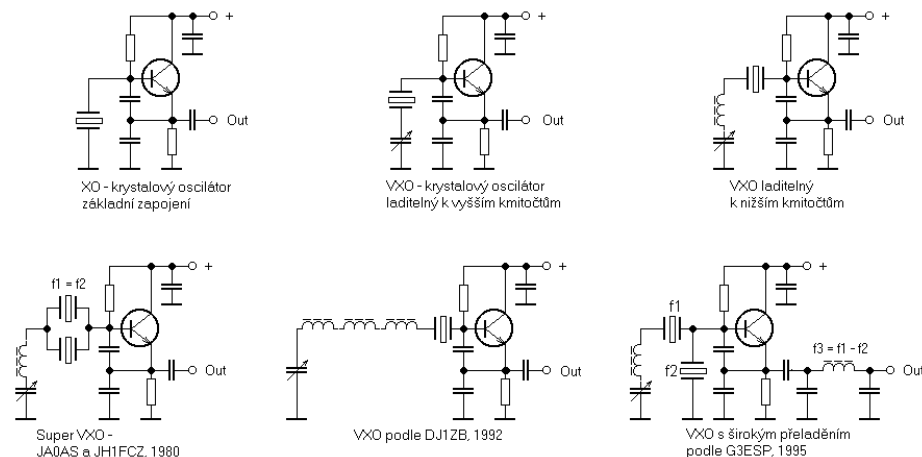 +
+
+
Out
Out
Out
XO - krystalový oscilátor
základní zapojení
VXO - krystalový oscilátor
laditelný k vyšším kmitočtům
VXO laditelný
k nižším kmitočtům
+
+
+
f1 = f2
f1
f2
f3 = f1 - f2
Out
Out
Out
Super VXO -
JA0AS a JH1FCZ, 1980
VXO podle DJ1ZB, 1992
VXO s širokým přeladěním
podle G3ESP, 1995